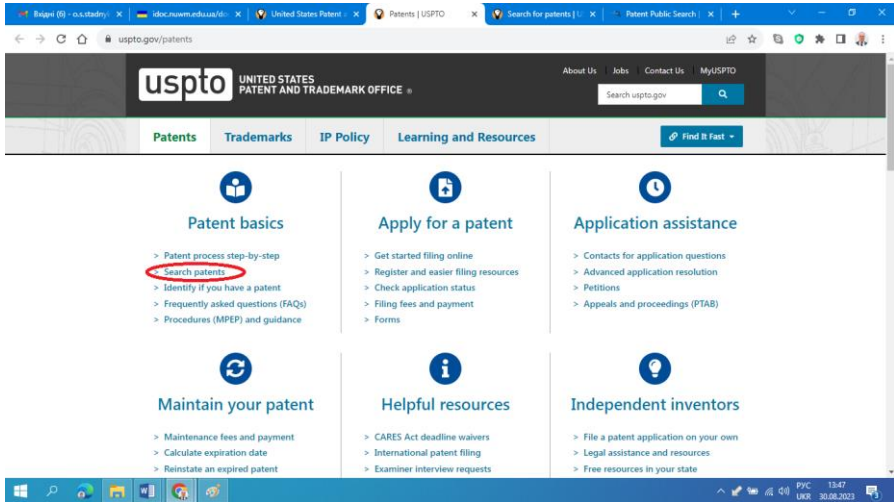 Вхідні (6) - o.s.stadnyi
idoc.nuwm.edu.ua/do
United States Patent
Patents | USPTO
Search for patents | U
Patent Public Search |
uspto.gov/patents
About Us
Jobs
Contact Us
MyUSPTO
uspto
UNITED STATES
PATENT AND TRADEMARK OFFICE ®
Search uspto.gov
Patents
Trademarks
IP Policy
Learning and Resources
Find It Fast
Patent basics
> Patent process step-by-step
> Search patents
> Identify if you have a patent
> Frequently asked questions (FAQs)
> Procedures (MPEP) and guidance
Apply for a patent
> Get started filing online
> Register and easier filing resources
> Check application status
> Filing fees and payment
> Forms
Application assistance
> Contacts for application questions
> Advanced application resolution
> Petitions
> Appeals and proceedings (PTAB)
Maintain your patent
> Maintenance fees and payment
> Calculate expiration date
> Reinstate an expired patent
Helpful resources
> CARES Act deadline waivers
> International patent filing
> Examiner interview requests
Independent inventors
> File a patent application on your own
> Legal assistance and resources
> Free resources in your state
РУС
UKR
13:47
30.08.2023